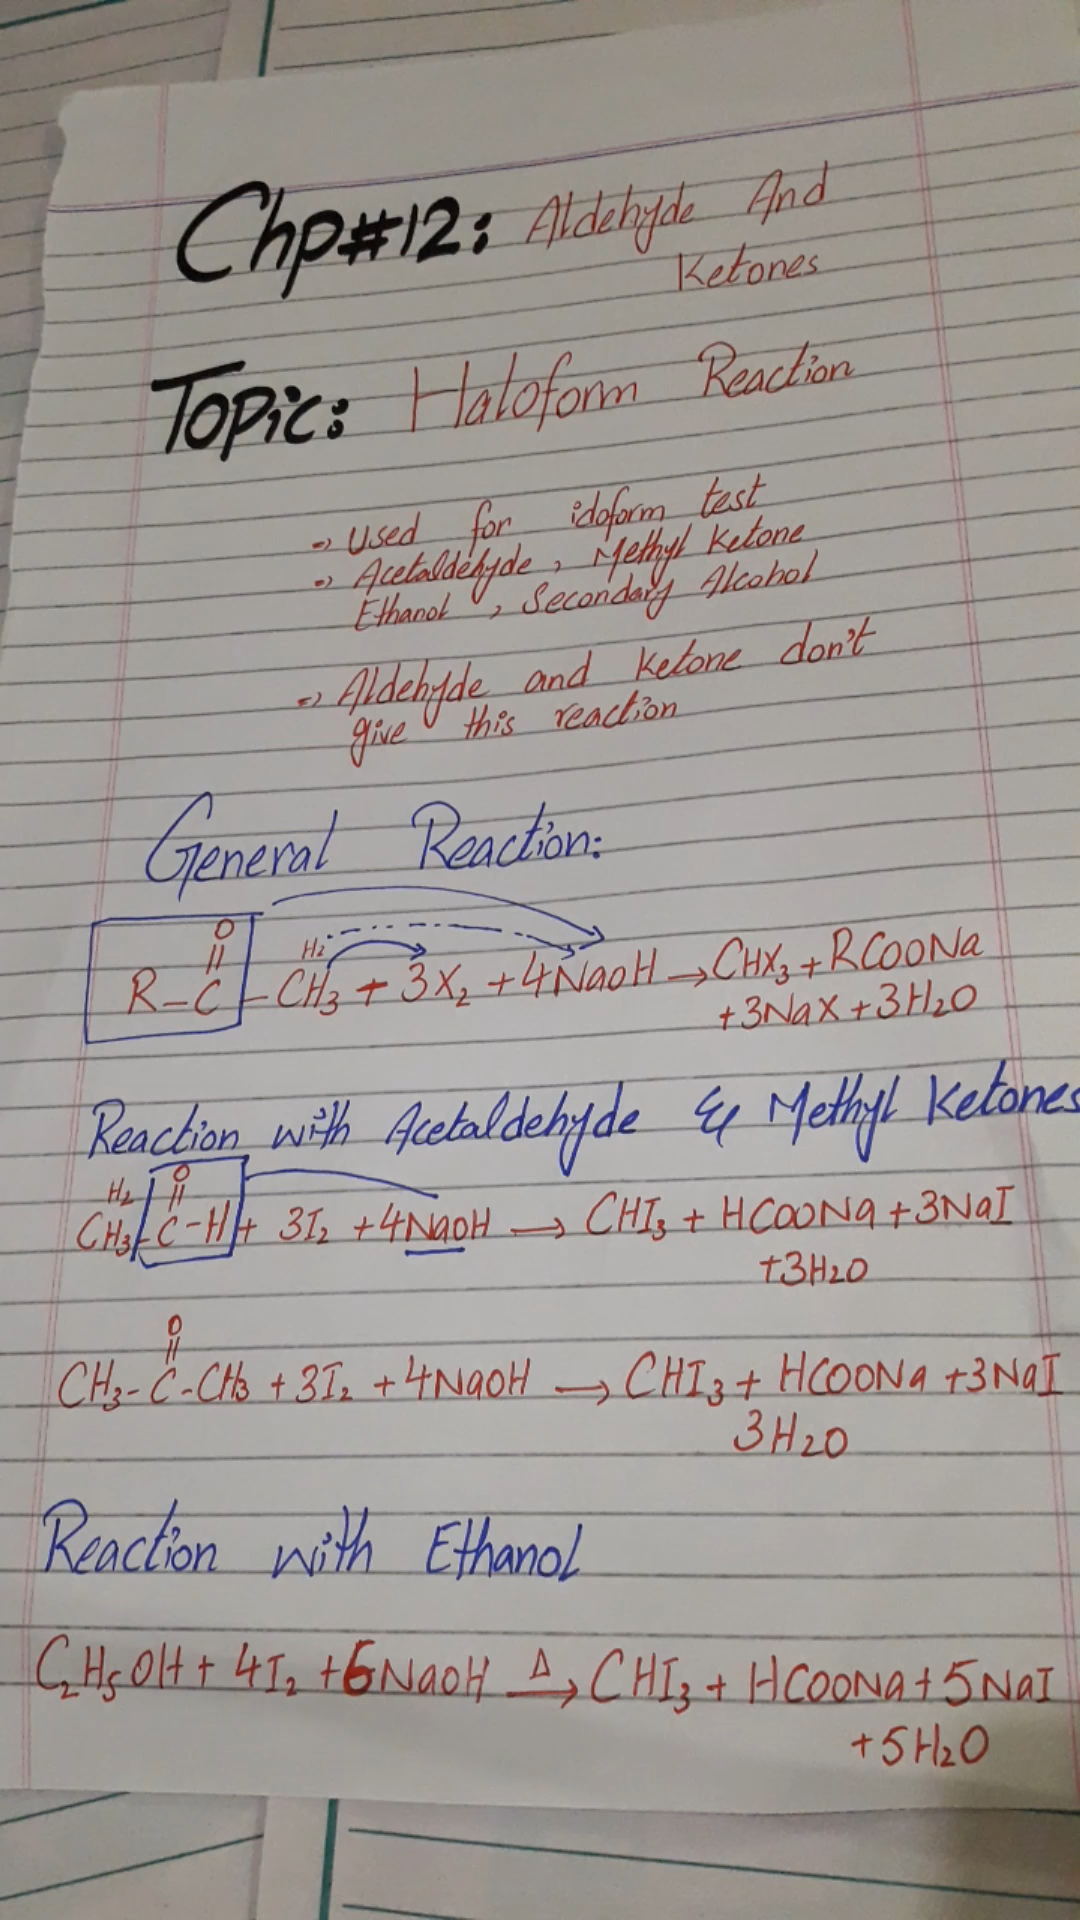 Chp#12: Aldehyde And
Ketones
Topic: Haloform Reaction
=> Used for idoform test
=> Acetaldehyde, Methyl Ketone
Ethanol, Secondary Alcohol
=> Aldehyde and Ketone don't
give this reaction
General Reaction:
O
||
H₂
R-C-CH₃ + 3X₂ + 4NaOH → CHX₃ + RCOONa
+3NaX + 3H₂O
Reaction with Acetaldehyde & Methyl Ketones
H₂ O
||
CH₃-C-H + 3I₂ + 4NaOH → CHI₃ + HCOONa + 3NaI
+3H₂O
O
||
CH₃-C-CH₃ + 3I₂ + 4NaOH → CHI₃ + HCOONa + 3NaI
3H₂O
Reaction with Ethanol
C₂H₅OH + 4I₂ + 6NaOH Δ→ CHI₃ + HCOONa + 5NaI
+5H₂O